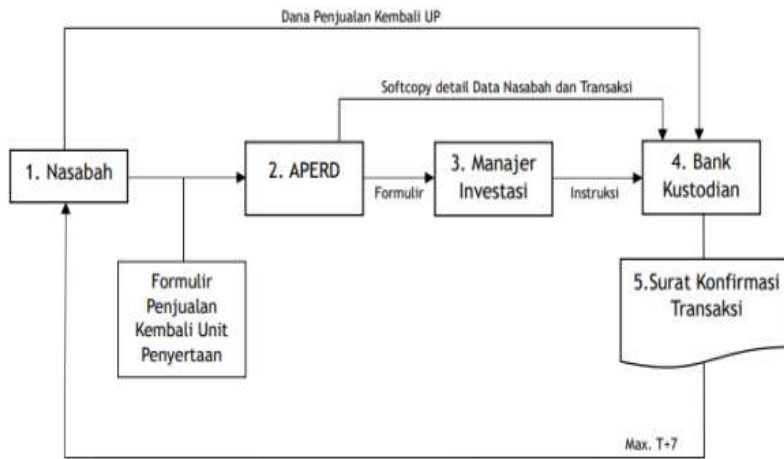 Dana Penjualan Kembali UP
Softcopy detail Data Nasabah dan Transaksi
1. Nasabah
2. APERD
Formulir
3. Manajer
Investasi
Instruksi
4. Bank
Kustodian
Formulir
Penjualan
Kembali Unit
Penyertaan
5.Surat Konfirmasi
Transaksi
Max. T+7